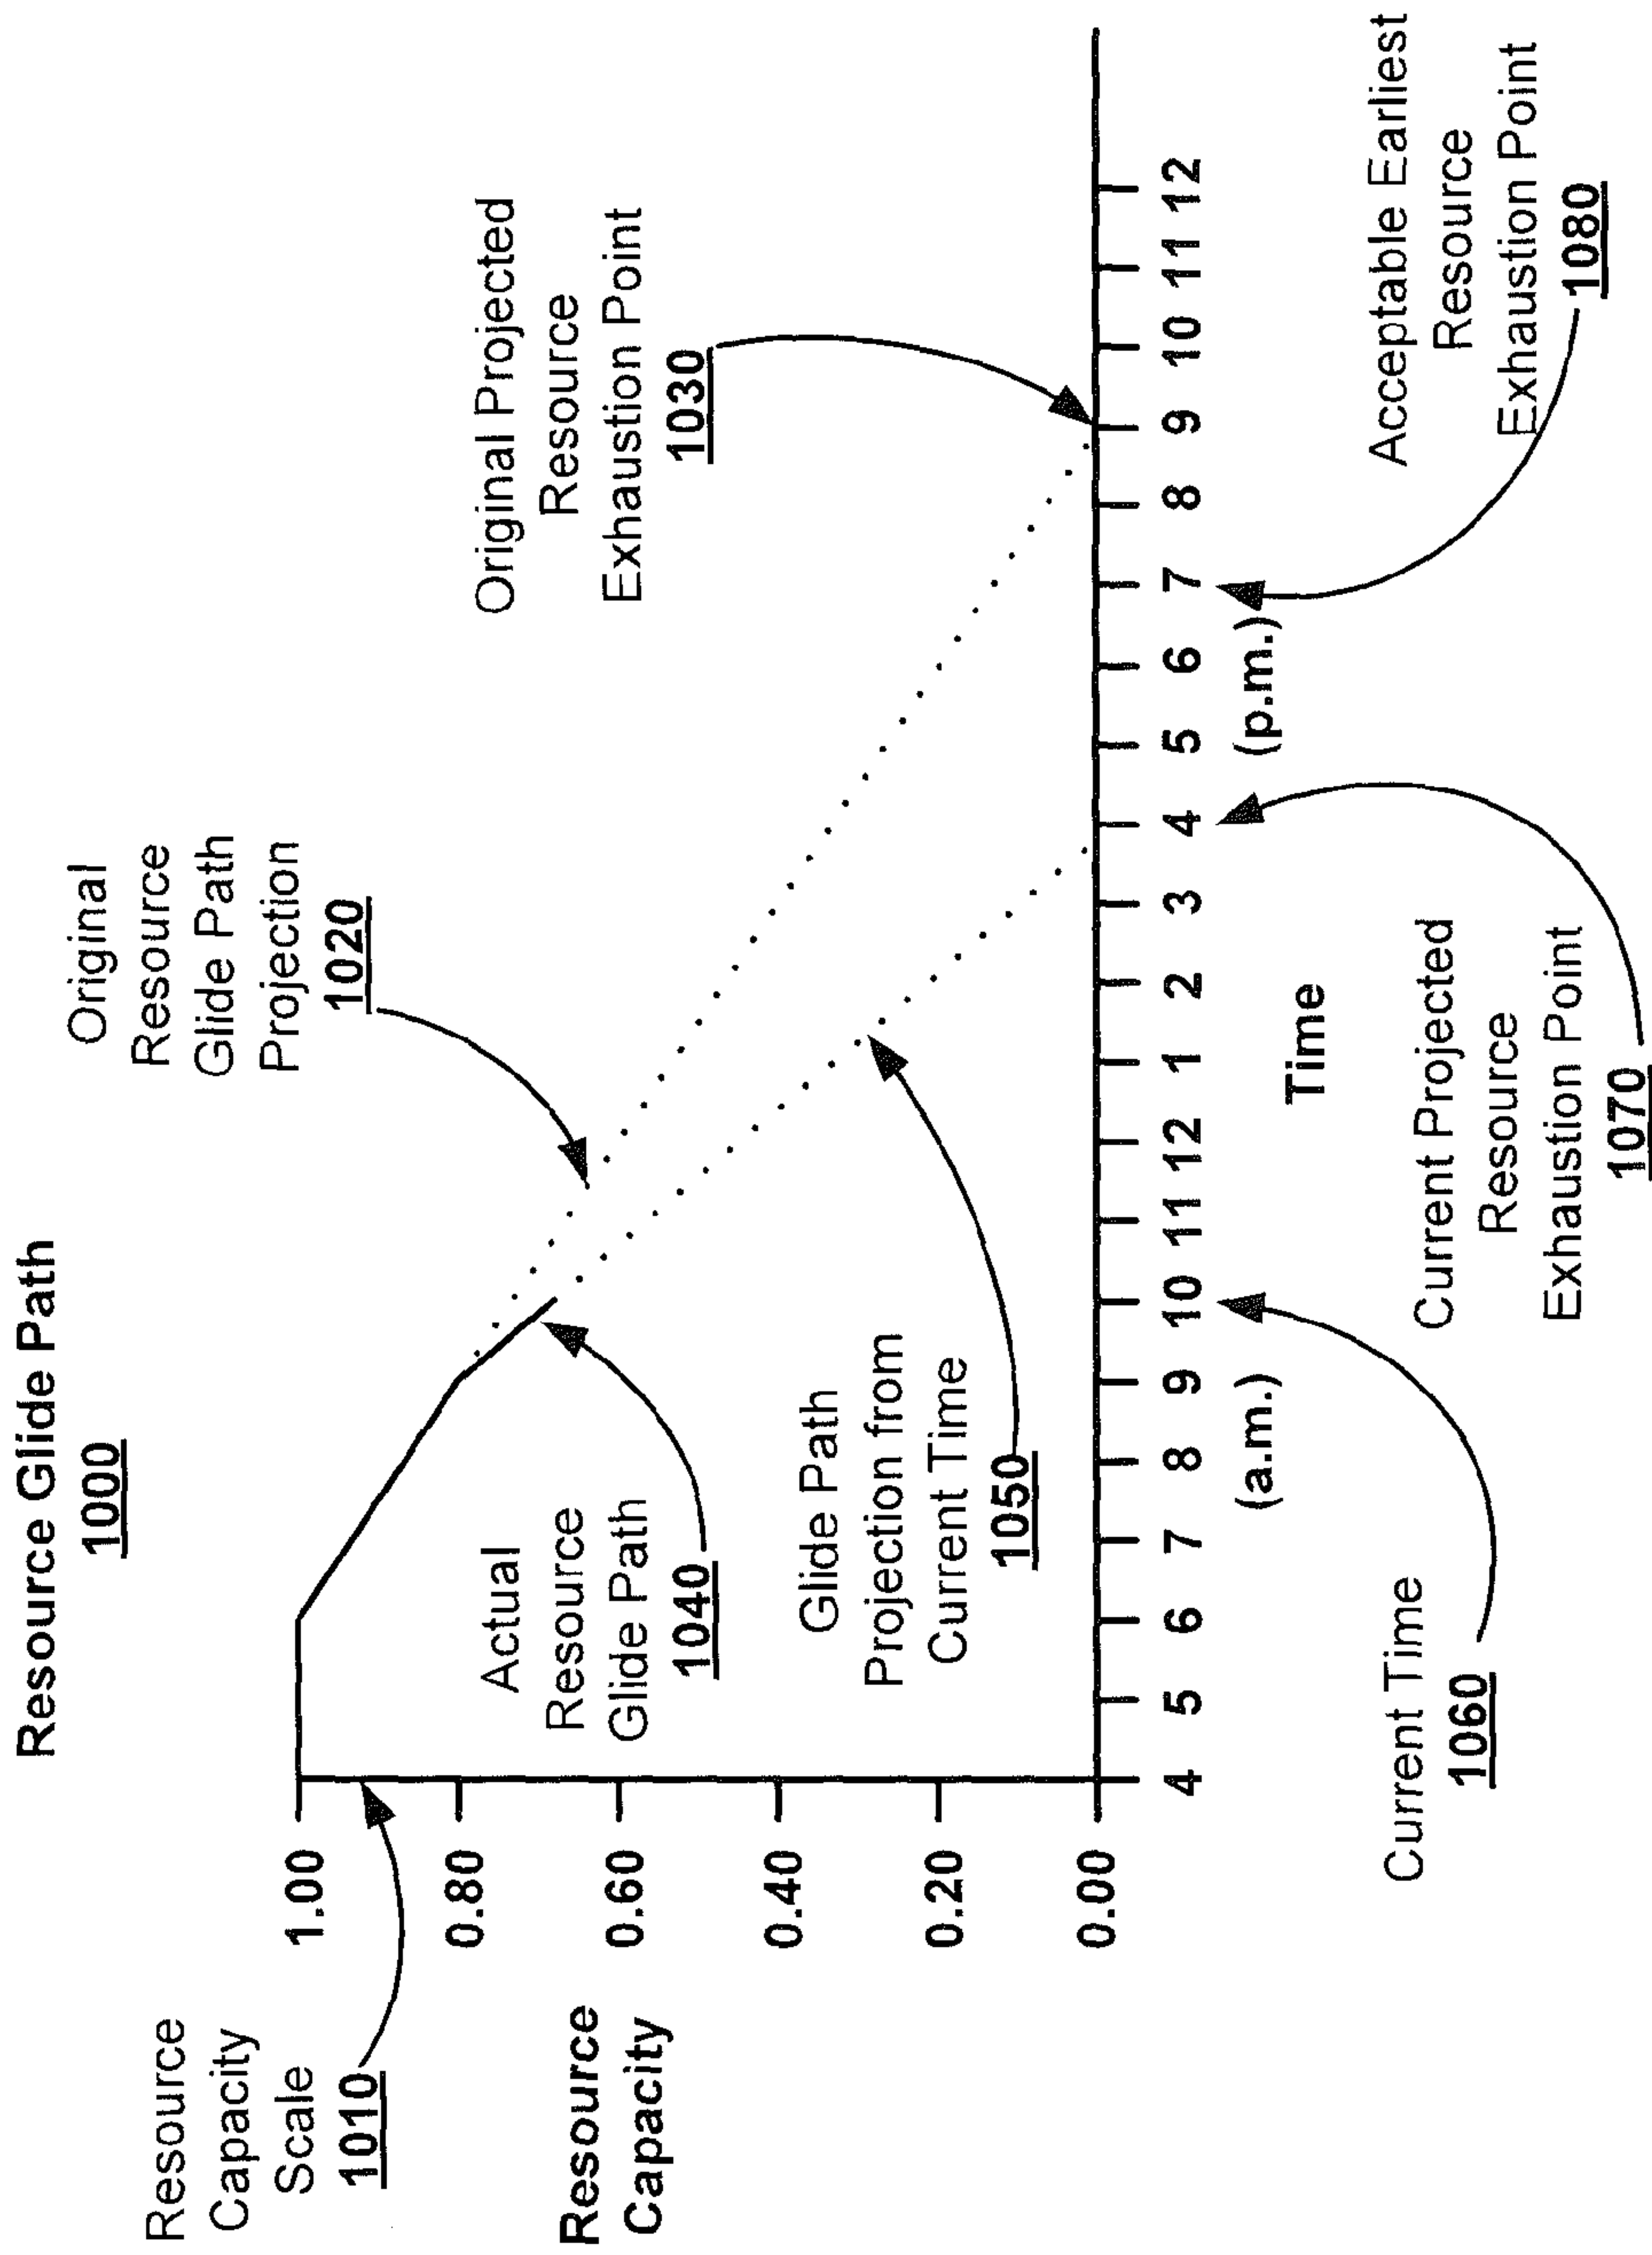 Resource Glide Path
1000
Resource
Capacity
Scale
1010
Original
Resource
Glide Path
Projection
1020
Original Projected
Resource
Exhaustion Point
1030
Actual
Resource
Glide Path
1040
Glide Path
Projection from
Current Time
1050
Resource
Capacity
1.00
0.80
0.60
0.40
0.20
0.00
4 5 6 7 8 9 10 11 12 1 2 3 4 5 6 7 8 9 10 11 12
(a.m.) (p.m.)
Time
Current Time
1060
Current Projected
Resource
Exhaustion Point
1070
Acceptable Earliest
Resource
Exhaustion Point
1080